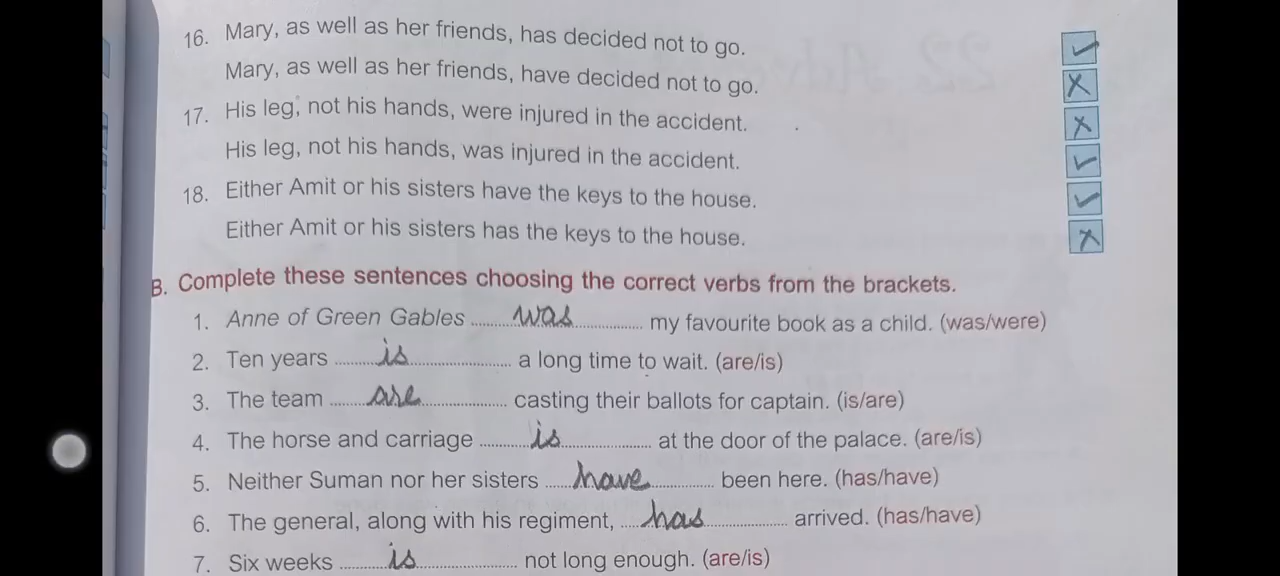 16. Mary, as well as her friends, has decided not to go. ✓
Mary, as well as her friends, have decided not to go. ✗
17. His leg, not his hands, were injured in the accident. ✗
His leg, not his hands, was injured in the accident. ✓
18. Either Amit or his sisters have the keys to the house. ✓
Either Amit or his sisters has the keys to the house. ✗
B. Complete these sentences choosing the correct verbs from the brackets.
1. Anne of Green Gables ......was...... my favourite book as a child. (was/were)
2. Ten years ......is...... a long time to wait. (are/is)
3. The team ......are...... casting their ballots for captain. (is/are)
4. The horse and carriage ......is...... at the door of the palace. (are/is)
5. Neither Suman nor her sisters ......have...... been here. (has/have)
6. The general, along with his regiment, ......has...... arrived. (has/have)
7. Six weeks ......is...... not long enough. (are/is)